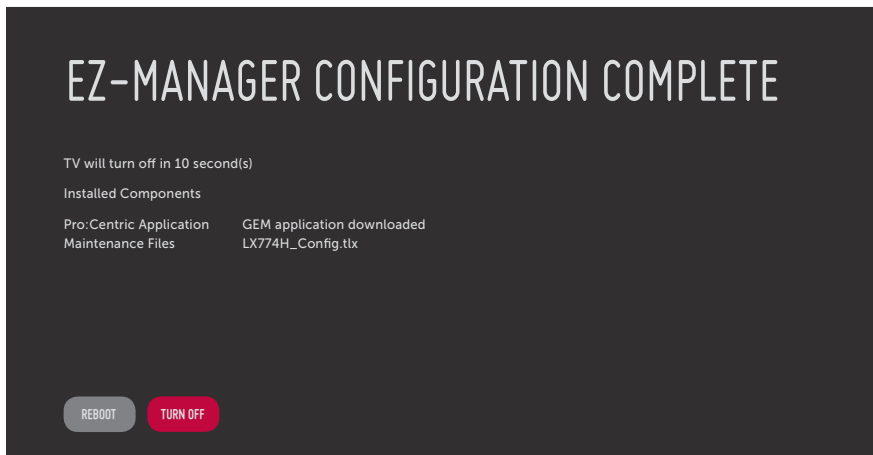 EZ-MANAGER CONFIGURATION COMPLETE
TV will turn off in 10 second(s)
Installed Components
Pro:Centric Application GEM application downloaded
Maintenance Files LX774H_Config.tlx
REBOOT TURN OFF